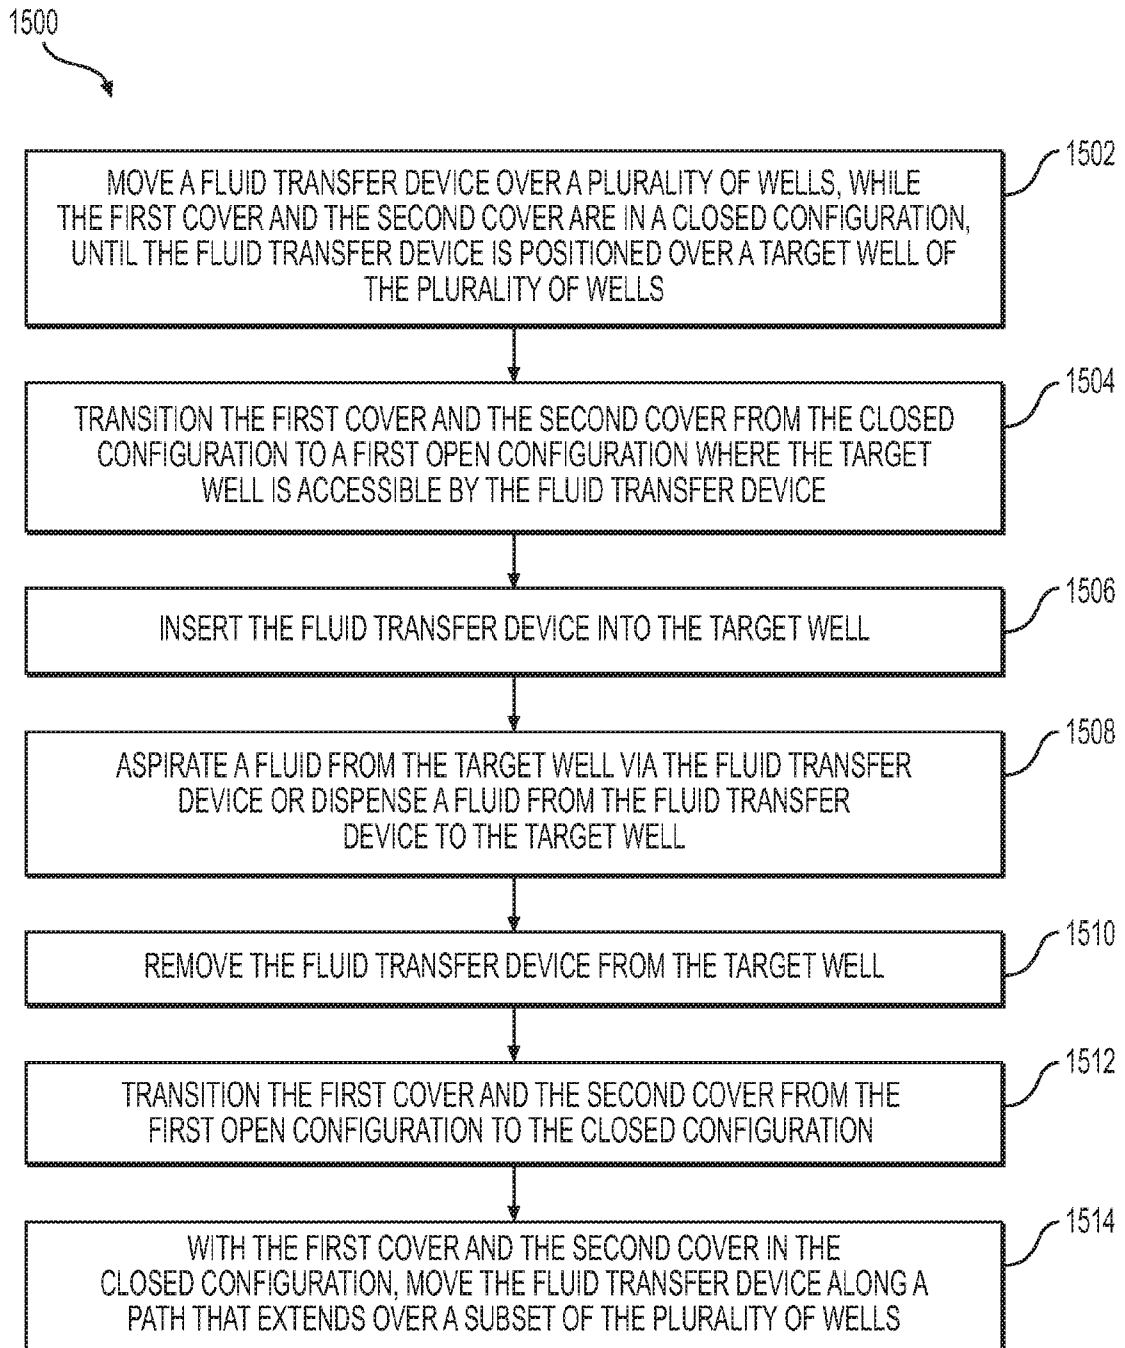 1500
1502
MOVE A FLUID TRANSFER DEVICE OVER A PLURALITY OF WELLS, WHILE
THE FIRST COVER AND THE SECOND COVER ARE IN A CLOSED CONFIGURATION,
UNTIL THE FLUID TRANSFER DEVICE IS POSITIONED OVER A TARGET WELL OF
THE PLURALITY OF WELLS
1504
TRANSITION THE FIRST COVER AND THE SECOND COVER FROM THE CLOSED
CONFIGURATION TO A FIRST OPEN CONFIGURATION WHERE THE TARGET
WELL IS ACCESSIBLE BY THE FLUID TRANSFER DEVICE
1506
INSERT THE FLUID TRANSFER DEVICE INTO THE TARGET WELL
1508
ASPIRATE A FLUID FROM THE TARGET WELL VIA THE FLUID TRANSFER
DEVICE OR DISPENSE A FLUID FROM THE FLUID TRANSFER
DEVICE TO THE TARGET WELL
1510
REMOVE THE FLUID TRANSFER DEVICE FROM THE TARGET WELL
1512
TRANSITION THE FIRST COVER AND THE SECOND COVER FROM THE
FIRST OPEN CONFIGURATION TO THE CLOSED CONFIGURATION
1514
WITH THE FIRST COVER AND THE SECOND COVER IN THE
CLOSED CONFIGURATION, MOVE THE FLUID TRANSFER DEVICE ALONG A
PATH THAT EXTENDS OVER A SUBSET OF THE PLURALITY OF WELLS